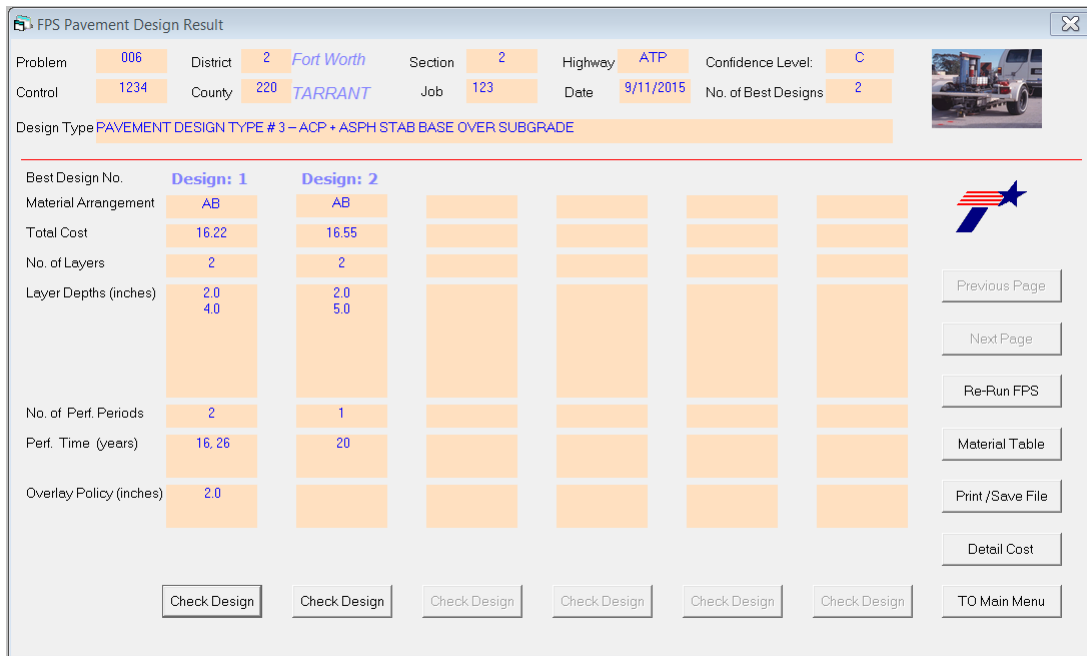 FPS Pavement Design Result
Problem 006 District 2 Fort Worth Section 2 Highway ATP Confidence Level: C
Control 1234 County 220 TARRANT Job 123 Date 9/11/2015 No. of Best Designs 2
Design Type PAVEMENT DESIGN TYPE # 3 – ACP + ASPH STAB BASE OVER SUBGRADE
Best Design No. Design: 1 Design: 2
Material Arrangement AB AB
Total Cost 16.22 16.55
No. of Layers 2 2
Layer Depths (inches) 2.0 2.0
4.0 5.0
No. of Perf. Periods 2 1
Perf. Time (years) 16, 26 20
Overlay Policy (inches) 2.0
Check Design Check Design Check Design Check Design Check Design Check Design
Previous Page
Next Page
Re-Run FPS
Material Table
Print /Save File
Detail Cost
TO Main Menu